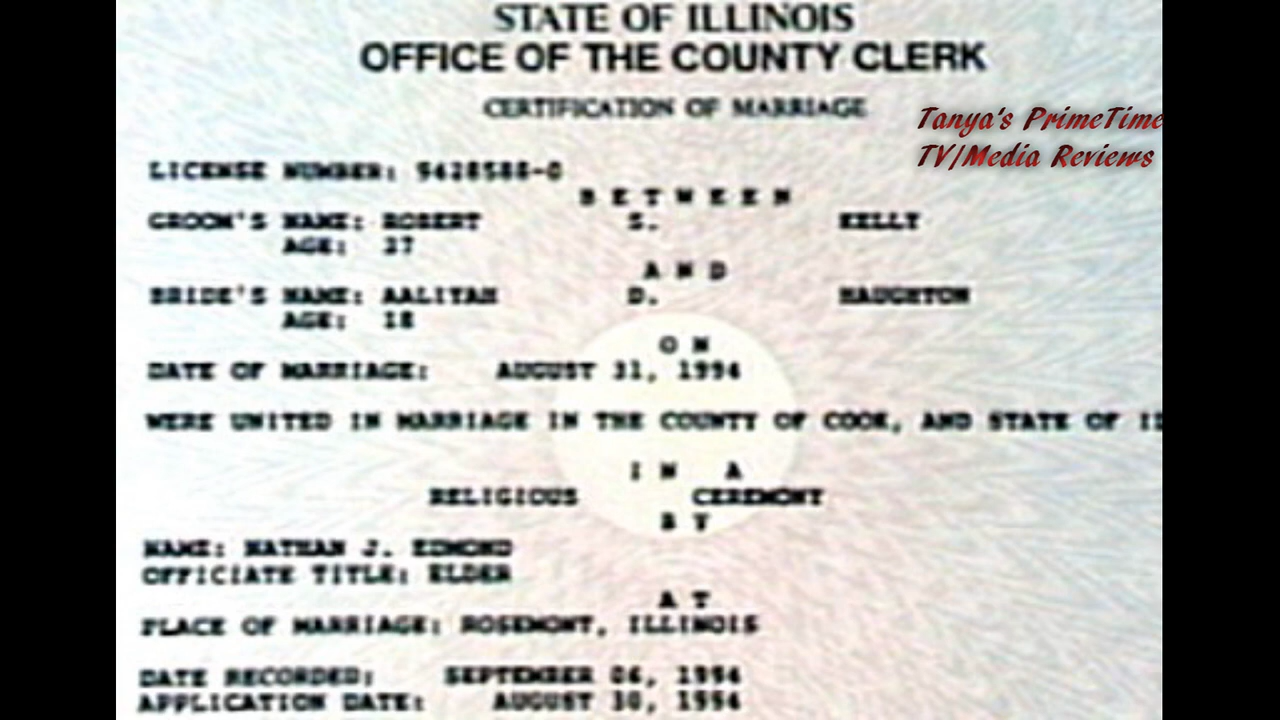 STATE OF ILLINOIS
OFFICE OF THE COUNTY CLERK
CERTIFICATION OF MARRIAGE
Tanya's PrimeTime
TV/Media Reviews
LICENSE NUMBER: 9428588-0
B E T W E E N
GROOM'S NAME: ROBERT S. KELLY
AGE: 27
A N D
BRIDE'S NAME: AALIYAH D. HAUGHTON
AGE: 18
O N
DATE OF MARRIAGE: AUGUST 31, 1994
WERE UNITED IN MARRIAGE IN THE COUNTY OF COOK, AND STATE OF IL
I N A
RELIGIOUS CEREMONY
B Y
NAME: NATHAN J. EDMOND
OFFICIATE TITLE: ELDER
A T
PLACE OF MARRIAGE: ROSEMONT, ILLINOIS
DATE RECORDED: SEPTEMBER 06, 1994
APPLICATION DATE: AUGUST 30, 1994